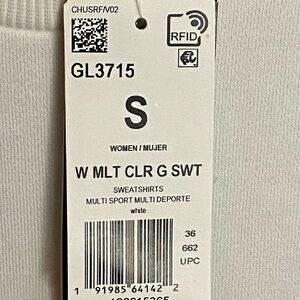 CHUSRF/V02
RFID
GL3715
S
WOMEN / MUJER
W MLT CLR G SWT
SWEATSHIRTS
MULTI SPORT MULTI DEPORTE
white
36
662
UPC
1 91985 64142 2